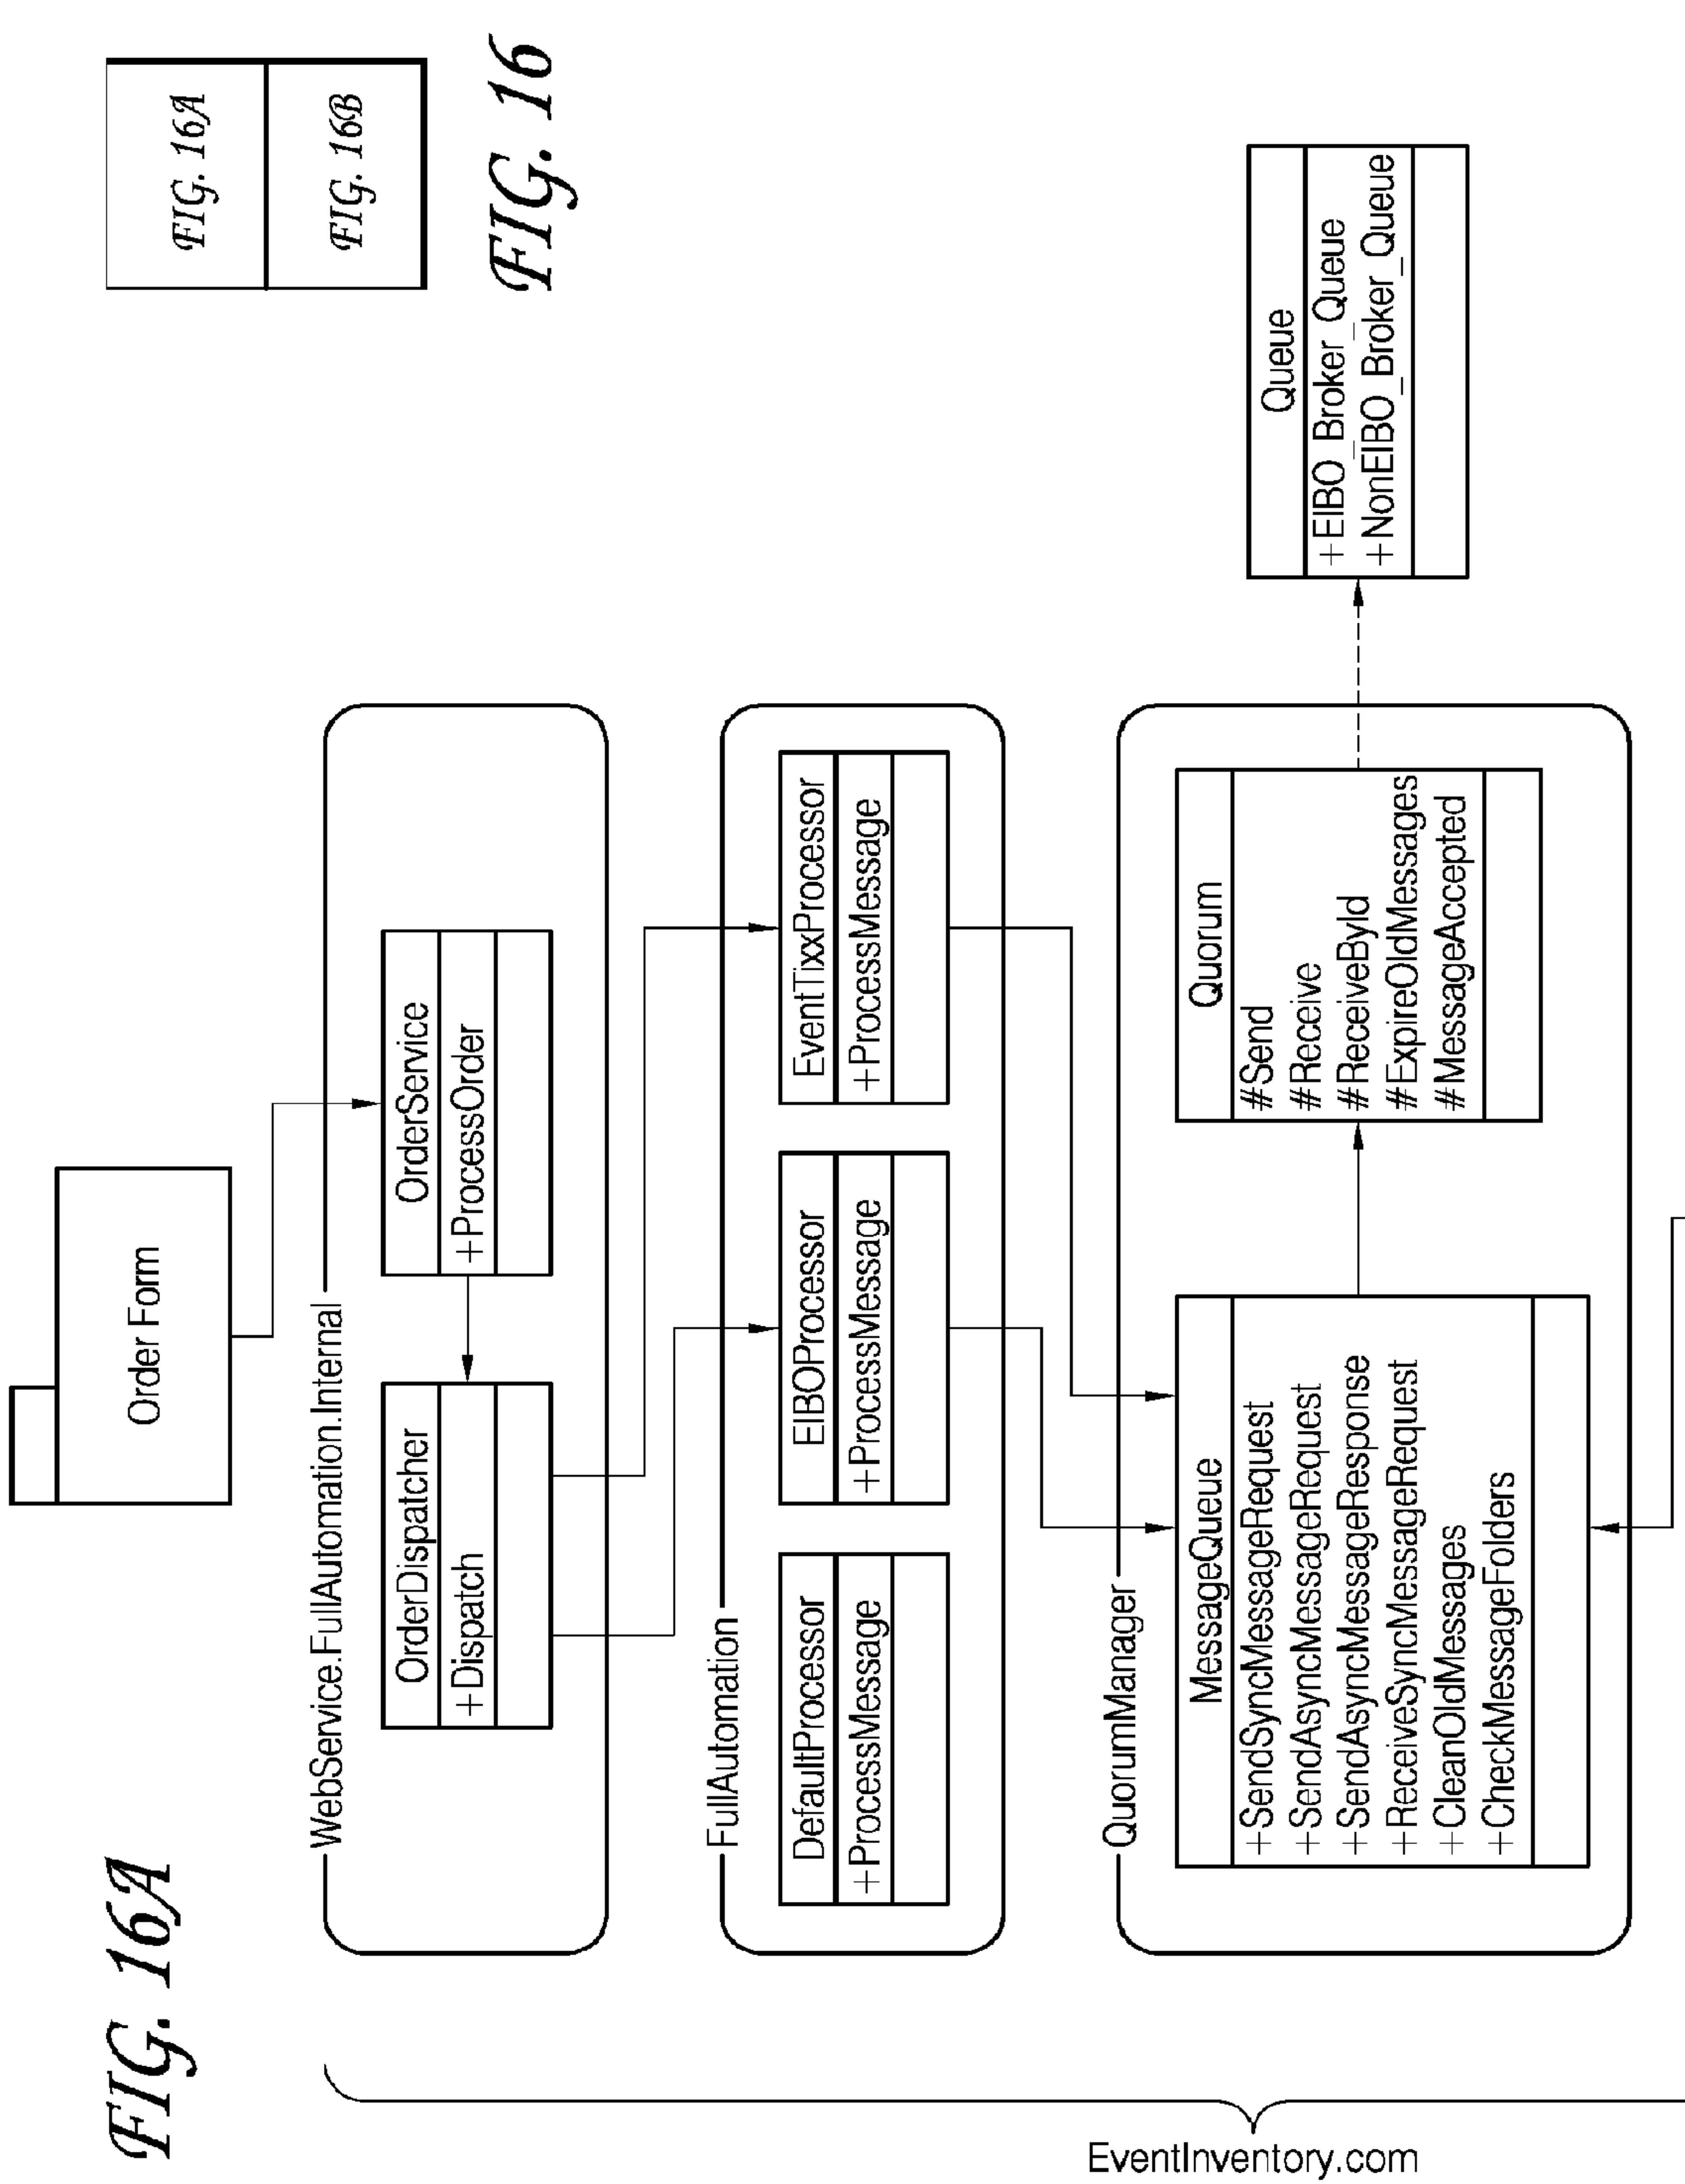 FIG. 16A
FIG. 16A
FIG. 16B
FIG. 16
Order Form
WebService.FullAutomation.Internal
OrderDispatcher
+Dispatch
OrderService
+ProcessOrder
FullAutomation
DefaultProcessor
+ProcessMessage
EIBOProcessor
+ProcessMessage
EventTixxProcessor
+ProcessMessage
QuorumManager
MessageQueue
+SendSyncMessageRequest
+SendAsyncMessageRequest
+SendAsyncMessageResponse
+ReceiveSyncMessageRequest
+CleanOldMessages
+CheckMessageFolders
Quorum
#Send
#Receive
#ReceiveById
#ExpireOldMessages
#MessageAccepted
Queue
+EIBO_Broker_Queue
+NonEIBO_Broker_Queue
EventInventory.com